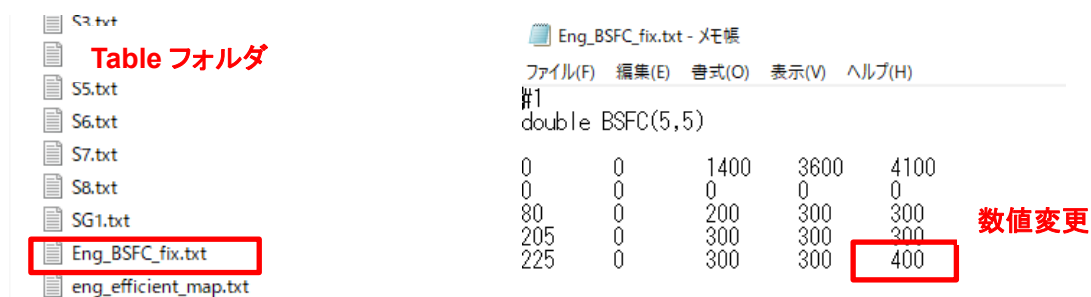 S3.txt
Table フォルダ
S5.txt
S6.txt
S7.txt
S8.txt
SG1.txt
Eng_BSFC_fix.txt
eng_efficient_map.txt
Eng_BSFC_fix.txt - メモ帳
ファイル(F) 編集(E) 書式(O) 表示(V) ヘルプ(H)
#1
double BSFC(5,5)
0 0 1400 3600 4100
0 0 0 0 0
80 0 200 300 300
205 0 300 300 300
225 0 300 300 400
数値変更